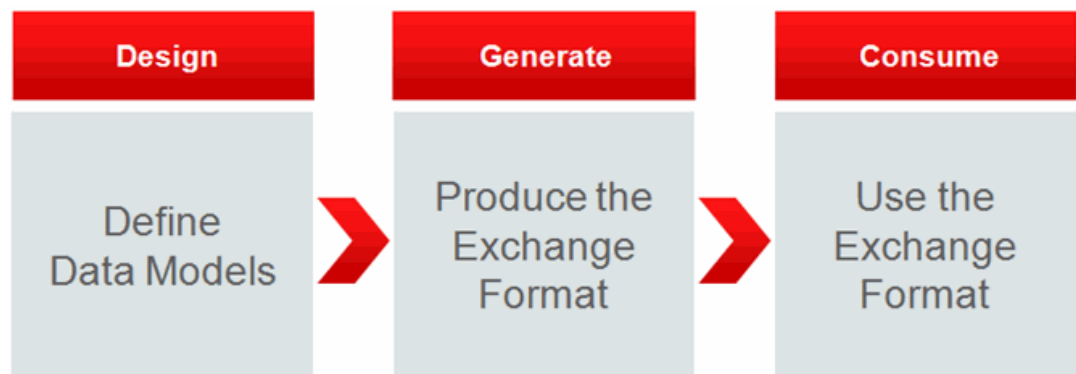 Design
Define
Data Models
Generate
Produce the
Exchange
Format
Consume
Use the
Exchange
Format